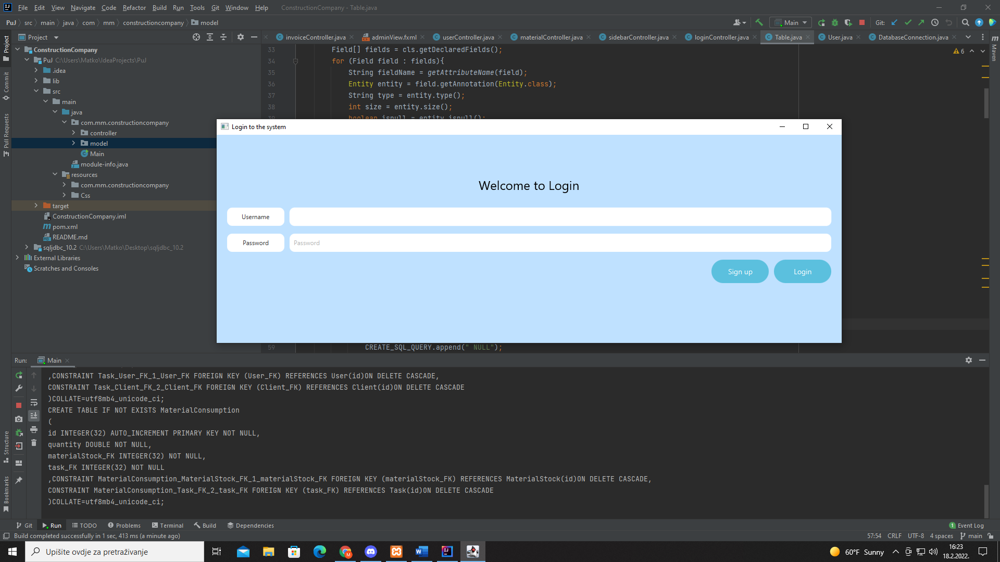 File Edit View Navigate Code Refactor Build Run Tools Git Window Help ConstructionCompany - Table.java
PuJ src main java com mm constructioncompany model
Main
Git:
Project
invoiceController.java adminView.fxml userController.java materialController.java sidebarController.java loginController.java Table.java User.java DatabaseConnection.java
Project
Commit
Pull Requests
Structure
Bookmarks
Maven
ConstructionCompany
PuJ C:\Users\Matko\IdeaProjects\PuJ
.idea
lib
src
main
java
com.mm.constructioncompany
controller
model
Main
module-info.java
resources
com.mm.constructioncompany
Css
target
ConstructionCompany.iml
pom.xml
README.md
sqljdbc_10.2 C:\Users\Matko\Desktop\sqljdbc_10.2
External Libraries
Scratches and Consoles
6
33 Field[] fields = cls.getDeclaredFields();
34 for (Field field : fields){
35 String fieldName = getAttributeName(field);
36 Entity entity = field.getAnnotation(Entity.class);
37 String type = entity.type();
38 int size = entity.size();
39 boolean isnull = entity.isnull();
Login to the system
Welcome to Login
Username
Password Password
Sign up Login
59 CREATE_SQL_QUERY.append(" NULL");
Run: Main
,CONSTRAINT Task_User_FK_1_User_FK FOREIGN KEY (User_FK) REFERENCES User(id)ON DELETE CASCADE,
CONSTRAINT Task_Client_FK_2_Client_FK FOREIGN KEY (Client_FK) REFERENCES Client(id)ON DELETE CASCADE
)COLLATE=utf8mb4_unicode_ci;
CREATE TABLE IF NOT EXISTS MaterialConsumption
(
id INTEGER(32) AUTO_INCREMENT PRIMARY KEY NOT NULL,
quantity DOUBLE NOT NULL,
materialStock_FK INTEGER(32) NOT NULL,
task_FK INTEGER(32) NOT NULL
,CONSTRAINT MaterialConsumption_MaterialStock_FK_1_materialStock_FK FOREIGN KEY (materialStock_FK) REFERENCES MaterialStock(id)ON DELETE CASCADE,
CONSTRAINT MaterialConsumption_Task_FK_2_task_FK FOREIGN KEY (task_FK) REFERENCES Task(id)ON DELETE CASCADE
)COLLATE=utf8mb4_unicode_ci;
Git Run TODO Problems Terminal Build Dependencies
1 Event Log
Build completed successfully in 1 sec, 413 ms (a minute ago)
57:54 CRLF UTF-8 4 spaces main
Upišite ovdje za pretraživanje
60°F Sunny
16:23
18.2.2022.